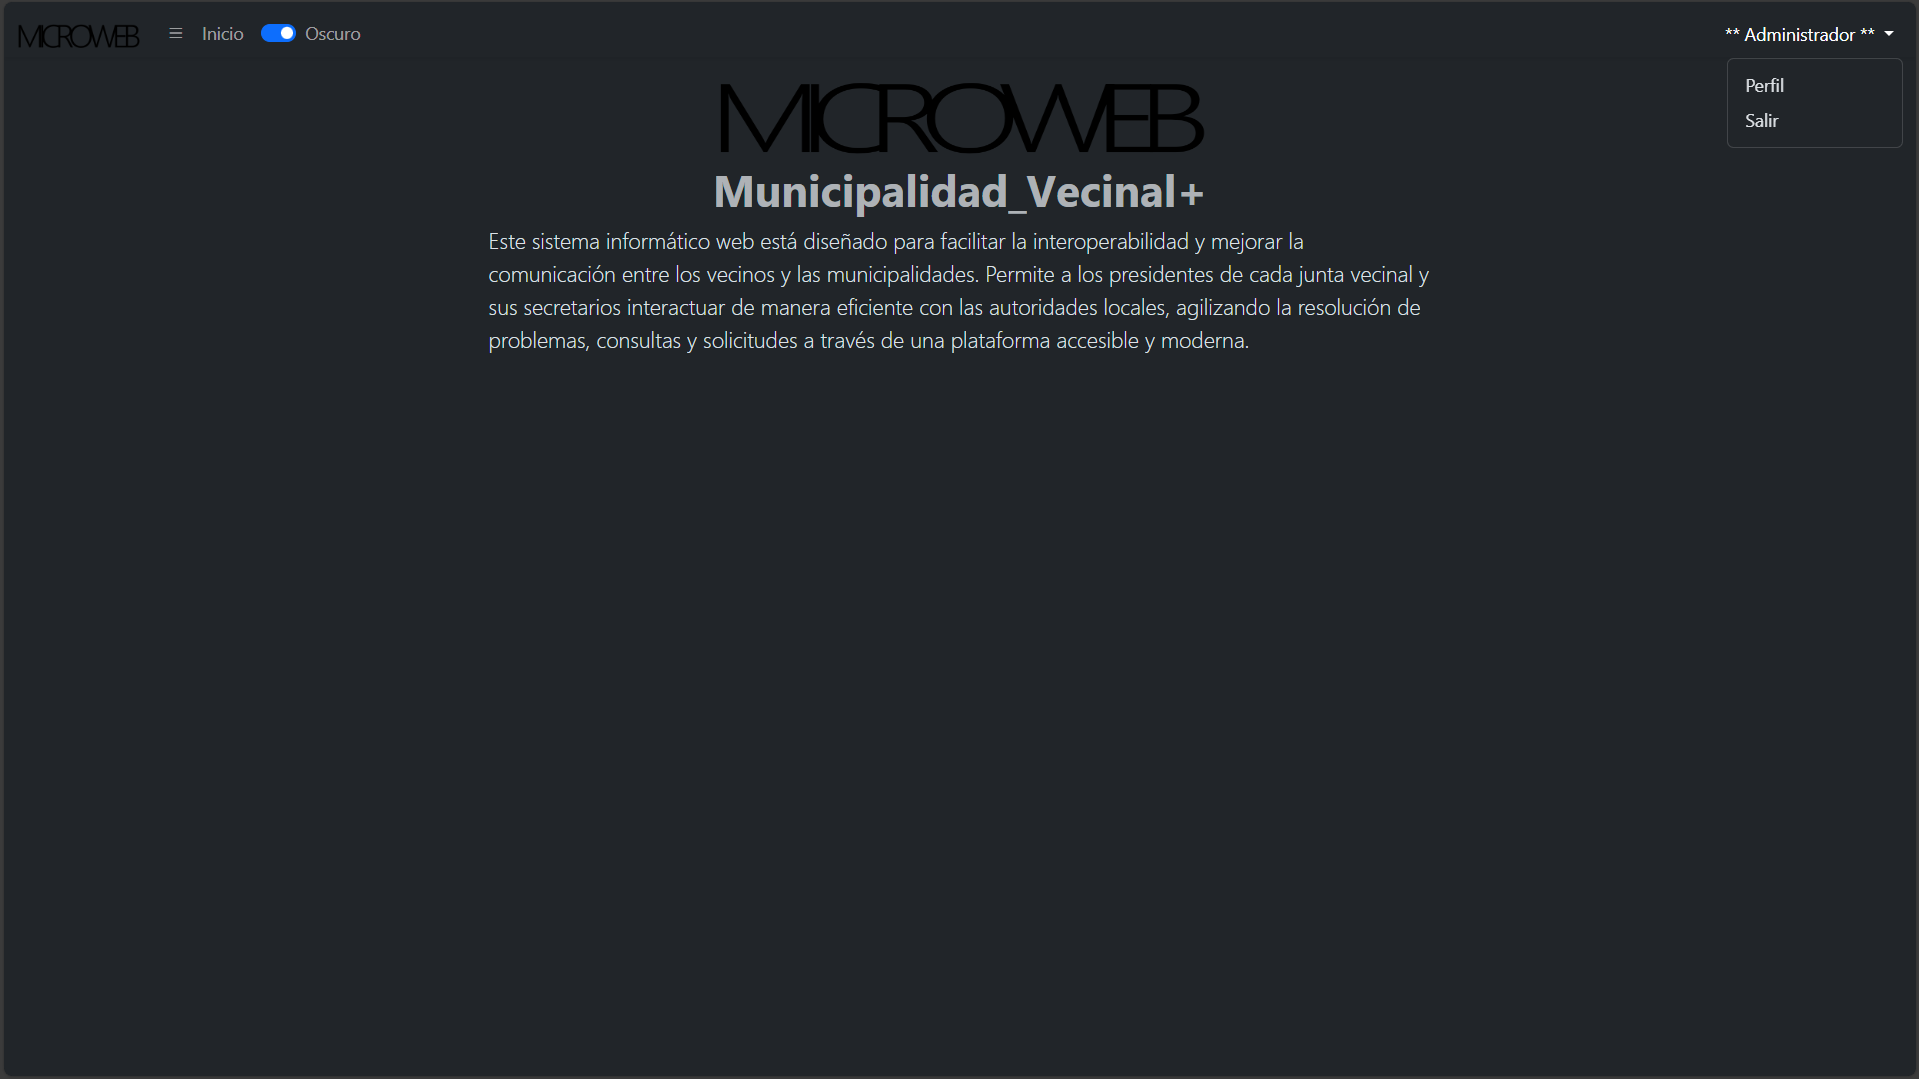 MICROWEB
Inicio
Oscuro
** Administrador **
Perfil
Salir
MICROWEB
Municipalidad_Vecinal+
Este sistema informático web está diseñado para facilitar la interoperabilidad y mejorar la
comunicación entre los vecinos y las municipalidades. Permite a los presidentes de cada junta vecinal y
sus secretarios interactuar de manera eficiente con las autoridades locales, agilizando la resolución de
problemas, consultas y solicitudes a través de una plataforma accesible y moderna.